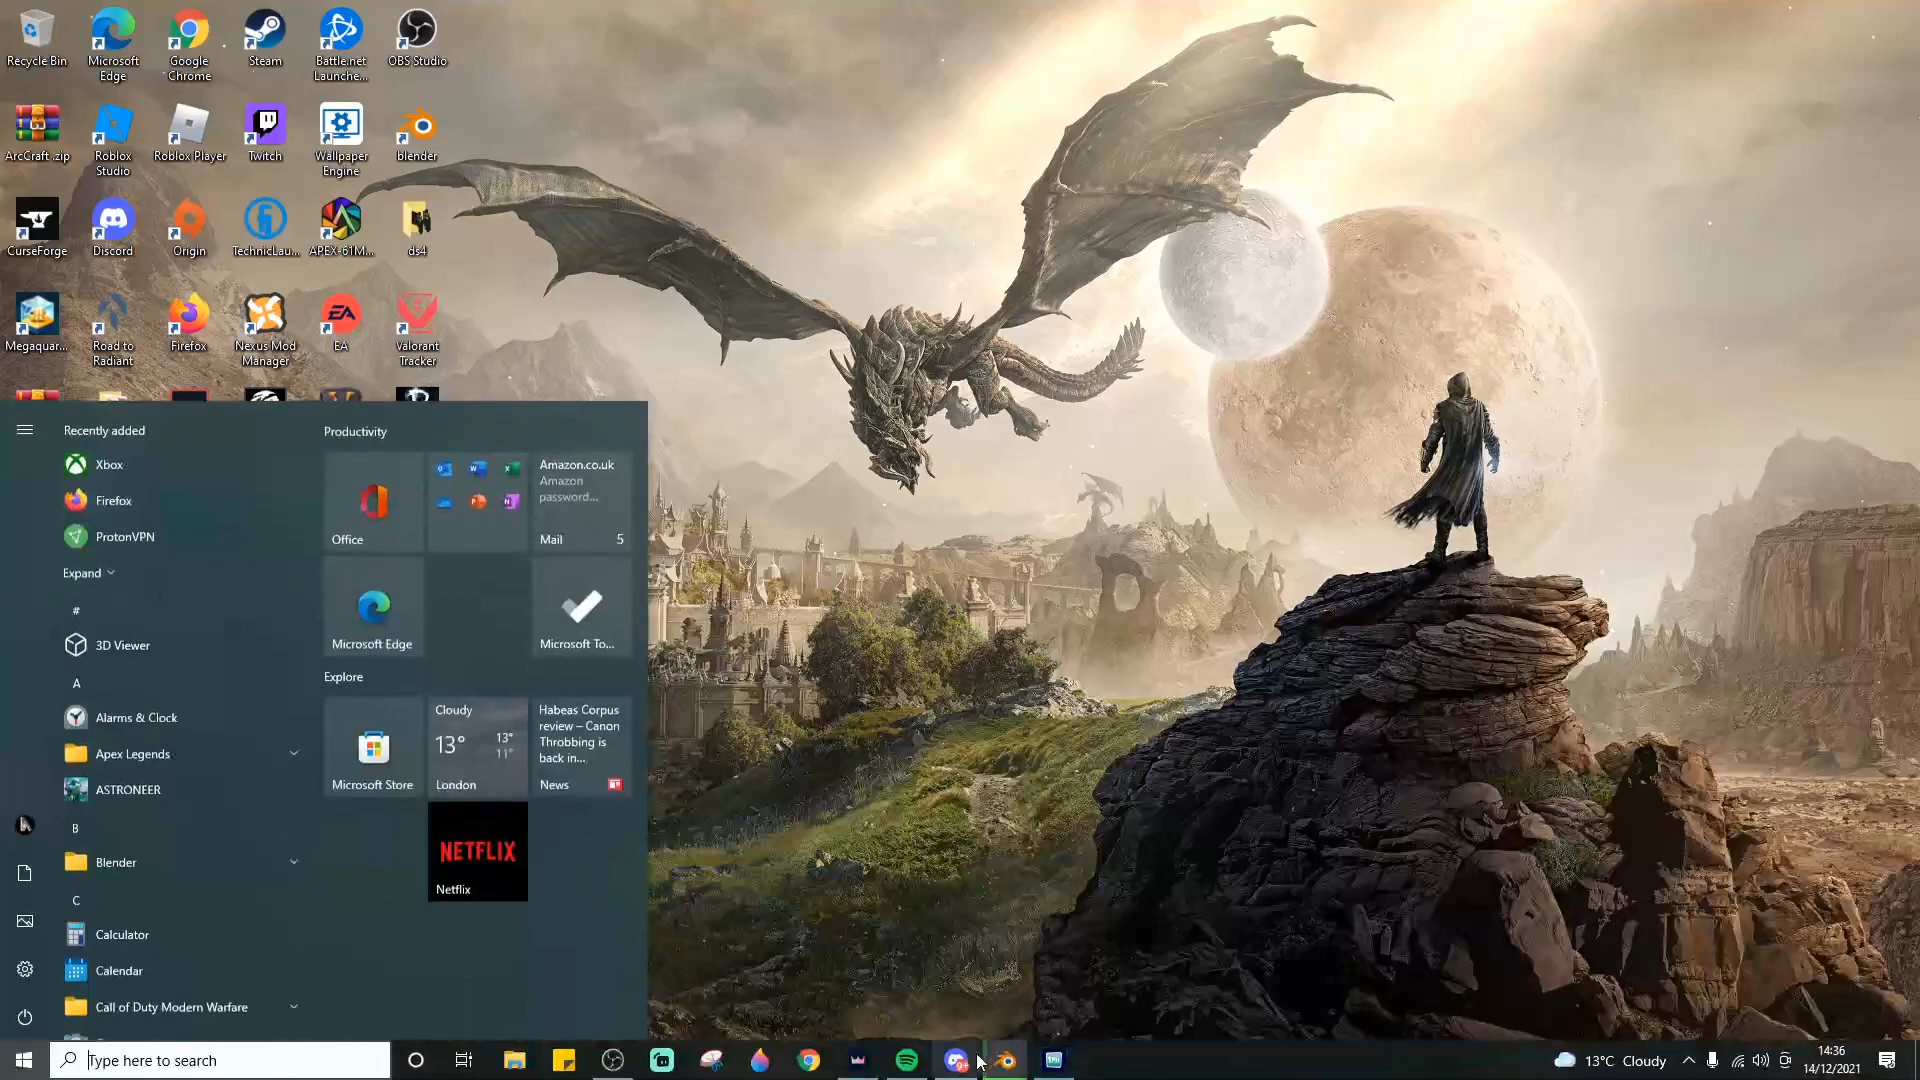 Recycle Bin
Microsoft
Edge
Google
Chrome
Steam
Battle.net
Launche...
OBS Studio
ArcCraft .zip
Roblox
Studio
Roblox Player
Twitch
Wallpaper
Engine
blender
CurseForge
Discord
Origin
TechnicLau...
APEX-61M...
ds4
Megaquar...
Road to
Radiant
Firefox
Nexus Mod
Manager
EA
Valorant
Tracker
Recently added
Xbox
Firefox
ProtonVPN
Expand
#
3D Viewer
A
Alarms & Clock
Apex Legends
ASTRONEER
B
Blender
C
Calculator
Calendar
Call of Duty Modern Warfare
Productivity
Office
Amazon.co.uk
Amazon
password...
Mail 5
Microsoft Edge
Microsoft To...
Explore
Microsoft Store
Cloudy
13° 13°
11°
London
Habeas Corpus
review – Canon
Throbbing is
back in...
News
NETFLIX
Netflix
Type here to search
9+
13°C Cloudy
14:36
14/12/2021